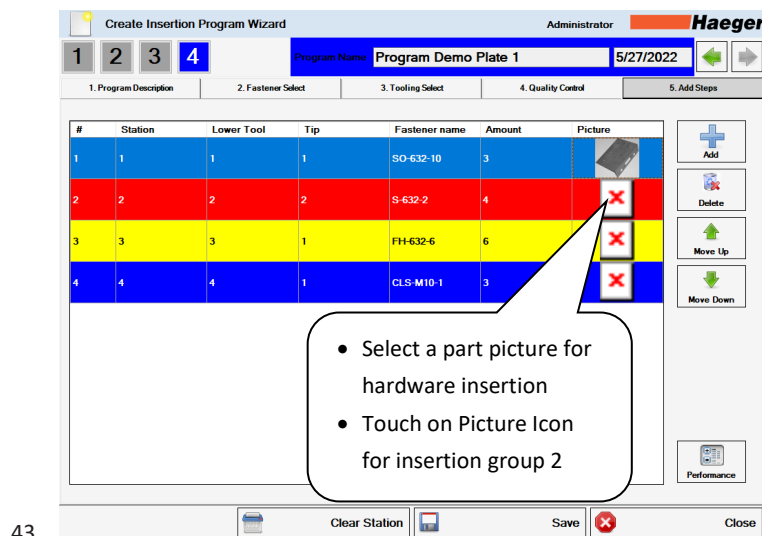 Create Insertion Program Wizard Administrator Haeger
1 2 3 4 Program Name Program Demo Plate 1 5/27/2022
1. Program Description 2. Fastener Select 3. Tooling Select 4. Quality Control 5. Add Steps
# Station Lower Tool Tip Fastener name Amount Picture
1 1 1 1 SO-632-10 3
2 2 2 2 S-632-2 4
3 3 3 1 FH-632-6 6
4 4 4 1 CLS-M10-1 3
Add
Delete
Move Up
Move Down
• Select a part picture for
hardware insertion
• Touch on Picture Icon
for insertion group 2
Performance
Clear Station Save Close
43